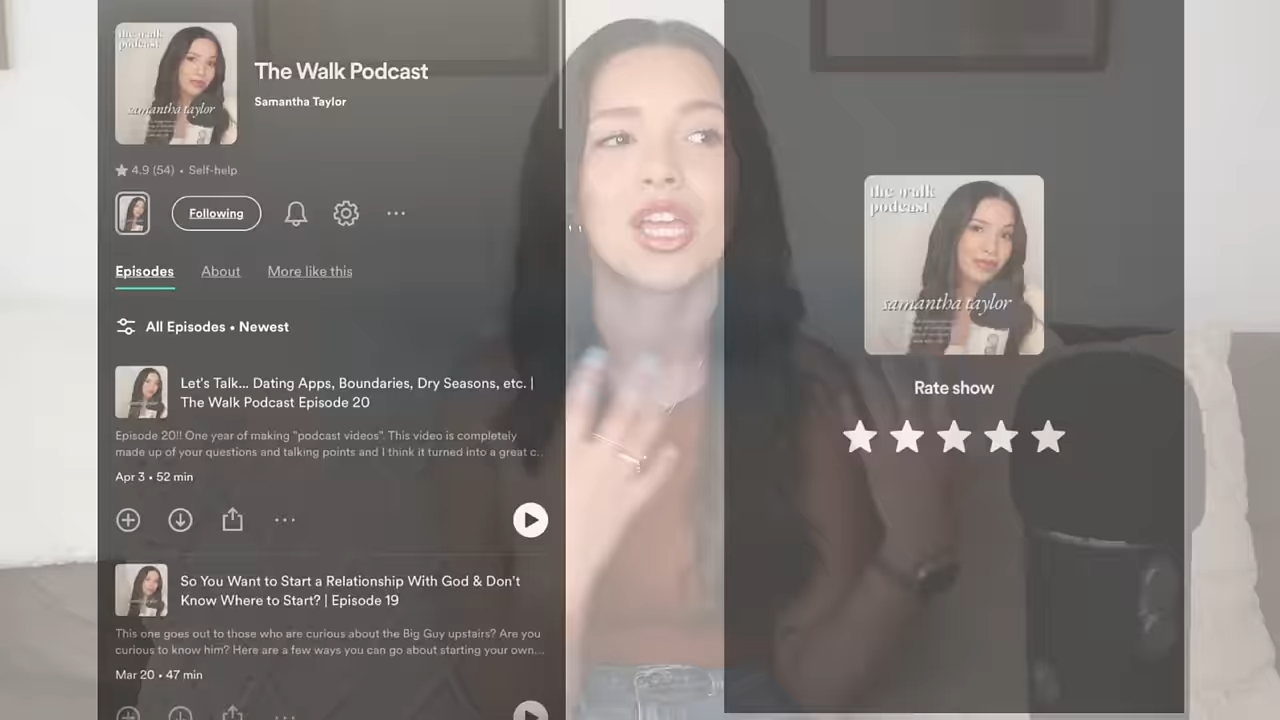 the walk
podcast
samantha taylor
The Walk Podcast
Samantha Taylor
4.9 (54) • Self-help
Following
Episodes
About
More like this
All Episodes • Newest
Let's Talk... Dating Apps, Boundaries, Dry Seasons, etc. |
The Walk Podcast Episode 20
Episode 20!! One year of making "podcast videos". This video is completely
made up of your questions and talking points and I think it turned into a great c..
Apr 3 • 52 min
So You Want to Start a Relationship With God & Don't
Know Where to Start? | Episode 19
This one goes out to those who are curious about the Big Guy upstairs? Are you
curious to know him? Here are a few ways you can go about starting your own...
Mar 20 • 47 min
the walk
podcast
samantha taylor
Rate show